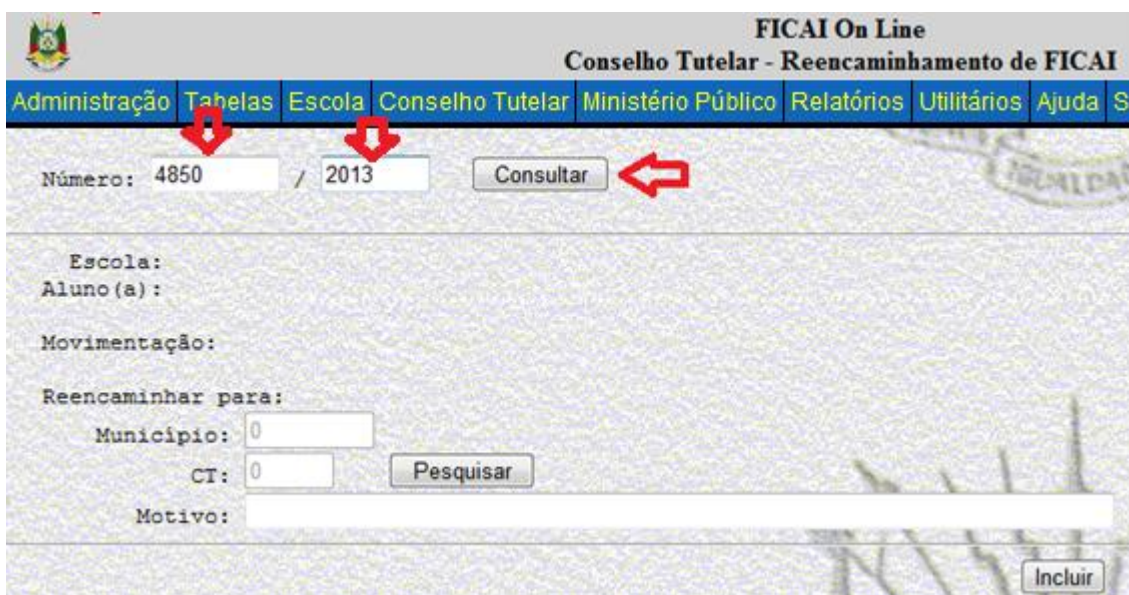 FICAI On Line
Conselho Tutelar - Reencaminhamento de FICAI
Administração Tabelas Escola Conselho Tutelar Ministério Público Relatórios Utilitários Ajuda S
Número: 4850 / 2013 Consultar
IGUALDAD
Escola:
Aluno(a):
Movimentação:
Reencaminhar para:
Município: 0
CT: 0 Pesquisar
Motivo:
Incluir